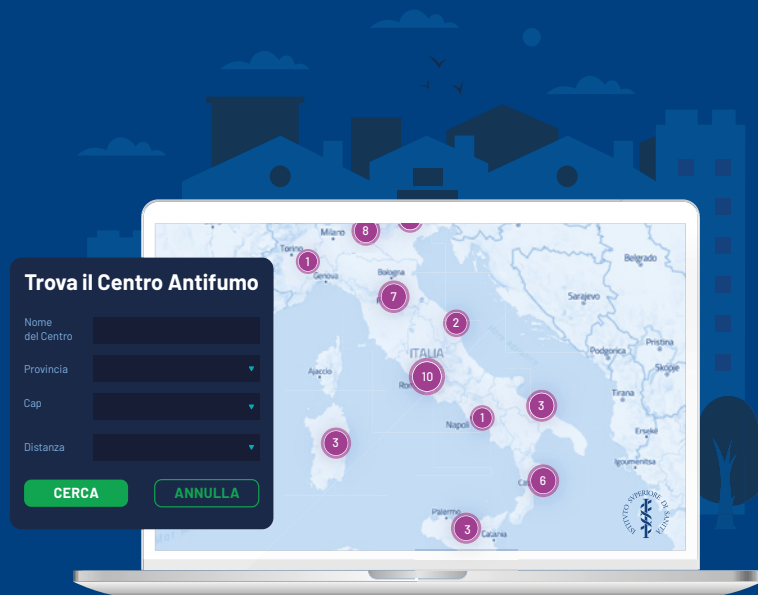 Trova il Centro Antifumo
Nome
del Centro
Provincia
Cap
Distanza
CERCA
ANNULLA
8
Milano
Torino
1
Genova
Bologna
7
2
ITALIA
10
Ajaccio
Napoli
1
3
3
6
Palermo
3
Catania
Belgrado
Sarajevo
Pristina
Podgorica
Skopje
Tirana
Ersekë
Igoumenitsa
ISTITUTO SUPERIORE DI SANITÀ